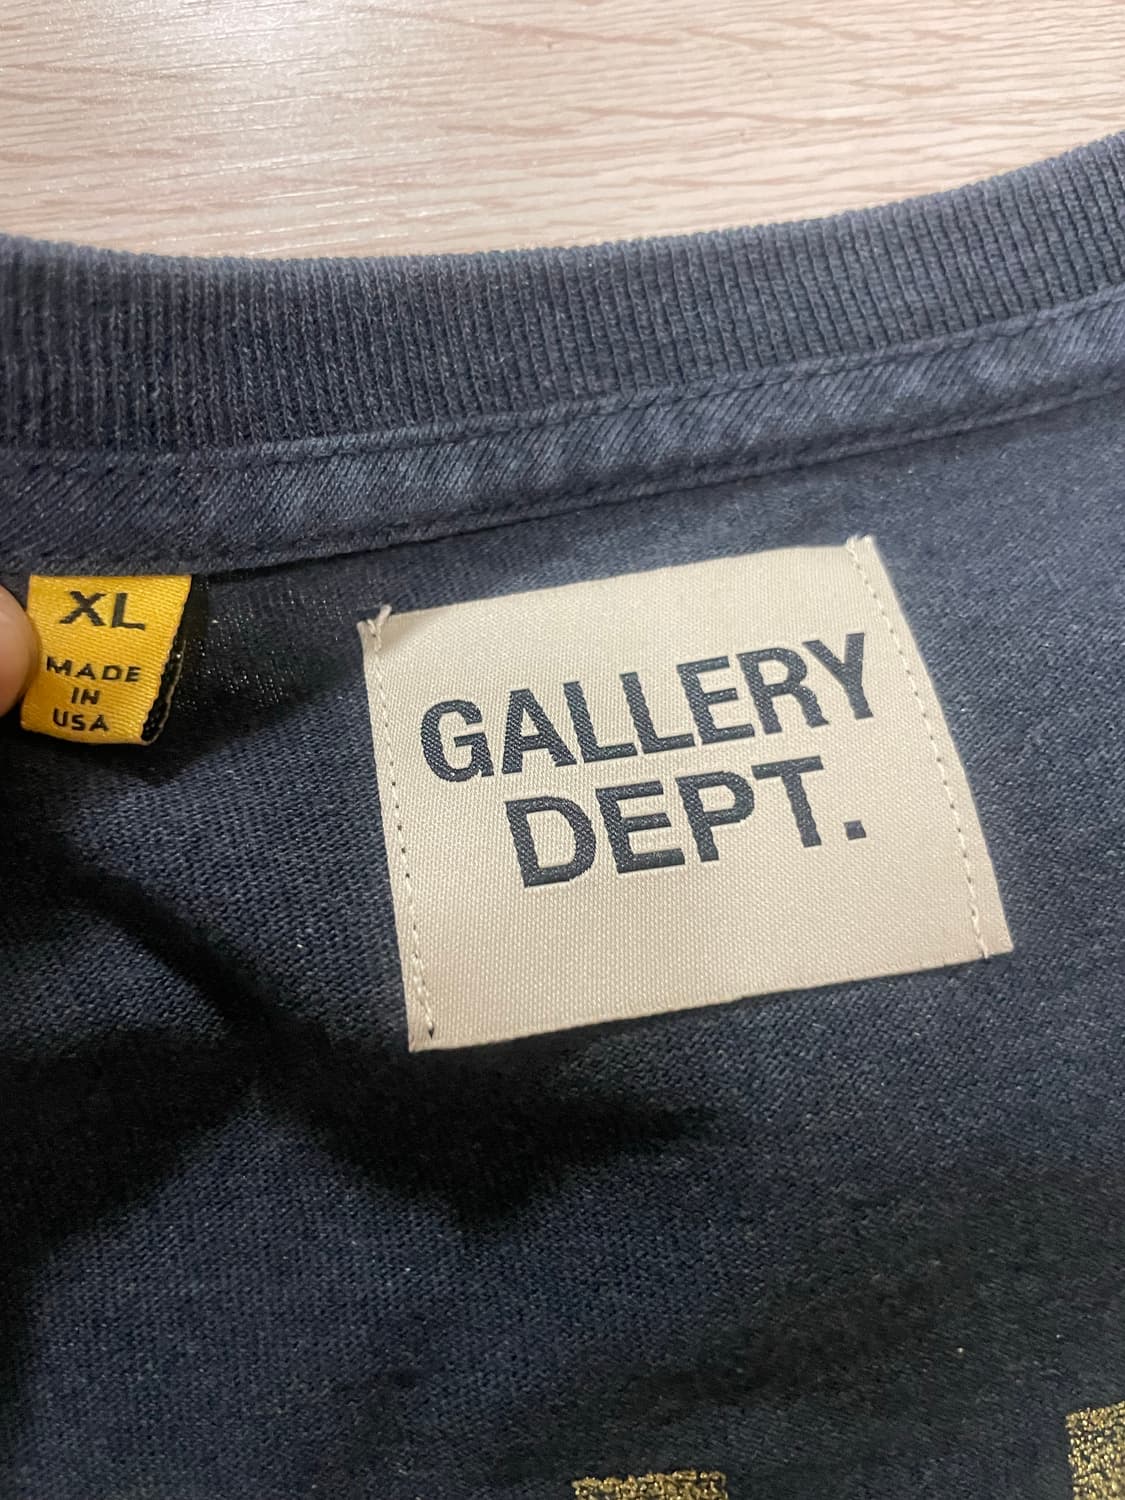 XL
MADE
IN
USA
GALLERY
DEPT.